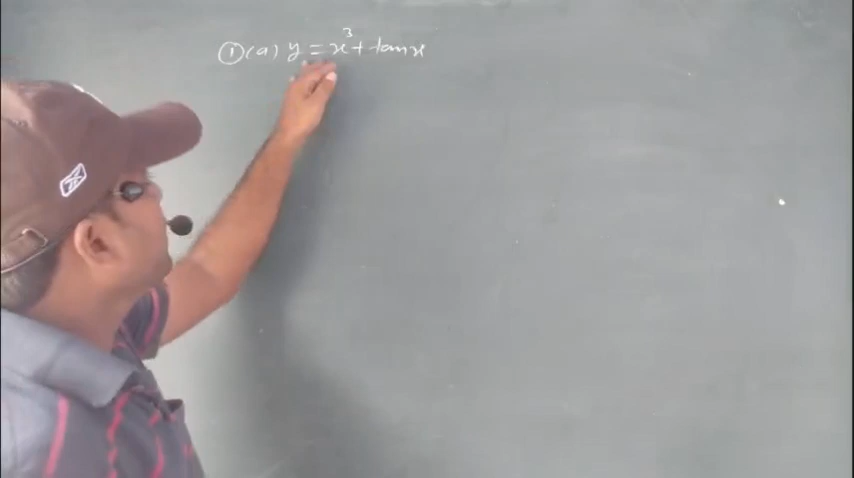 ① (a) y = x³ + tan x